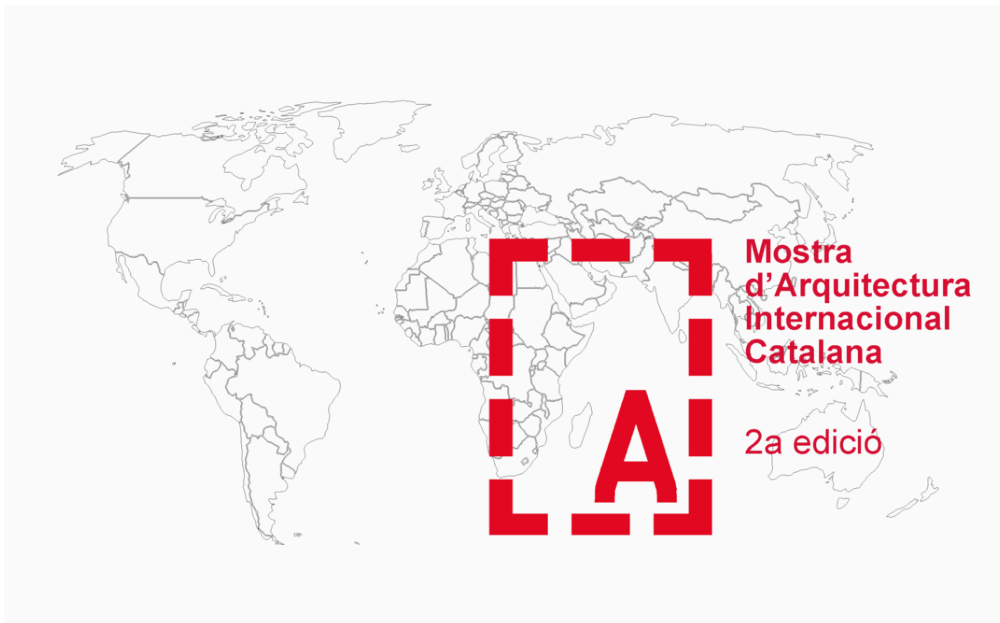 Mostra
d’Arquitectura
Internacional
Catalana
2a edició
A